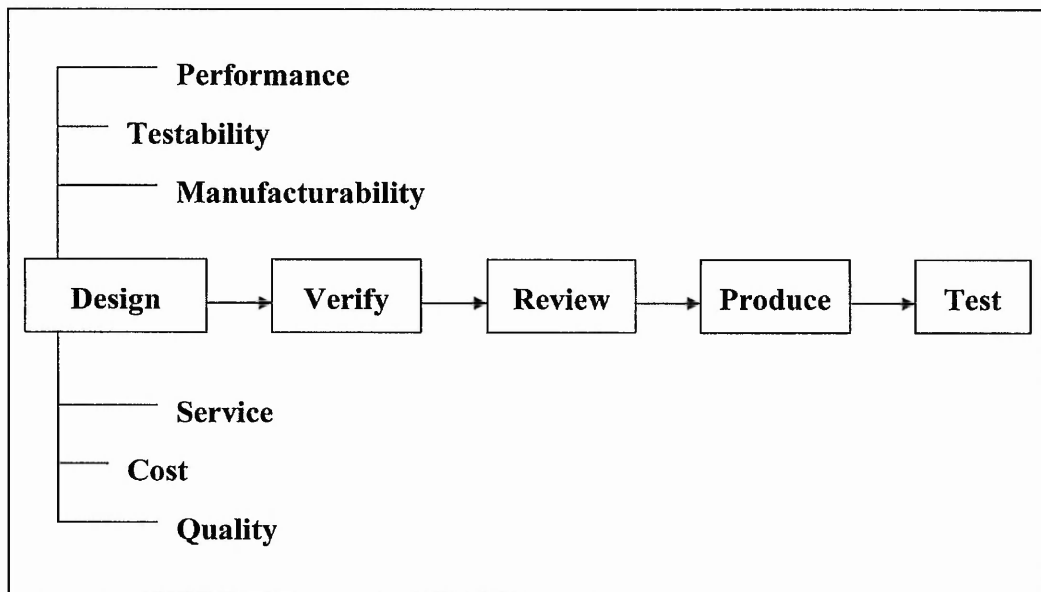 Performance
Testability
Manufacturability
Design Verify Review Produce Test
Service
Cost
Quality